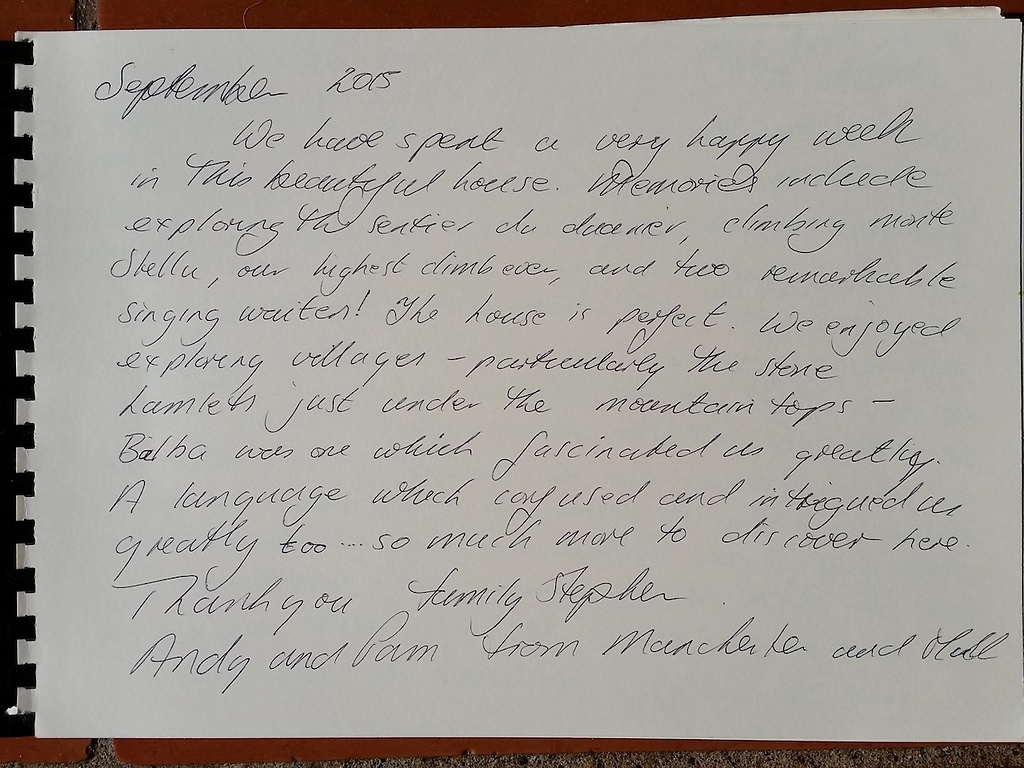 September 2015
We have spent a very happy week
in this beautiful house. Memories include
exploring the sentier du douanier, climbing monte
Stella, our highest climb ever, and two remarkable
singing waiters! The house is perfect. We enjoyed
exploring villages - particularly the stone
hamlets just under the mountain tops -
was one which fascinated us greatly.
A language which confused and intrigued us
greatly too ... so much more to discover here.
Thank you family Stephen
Andy and Pam from Manchester and Hull